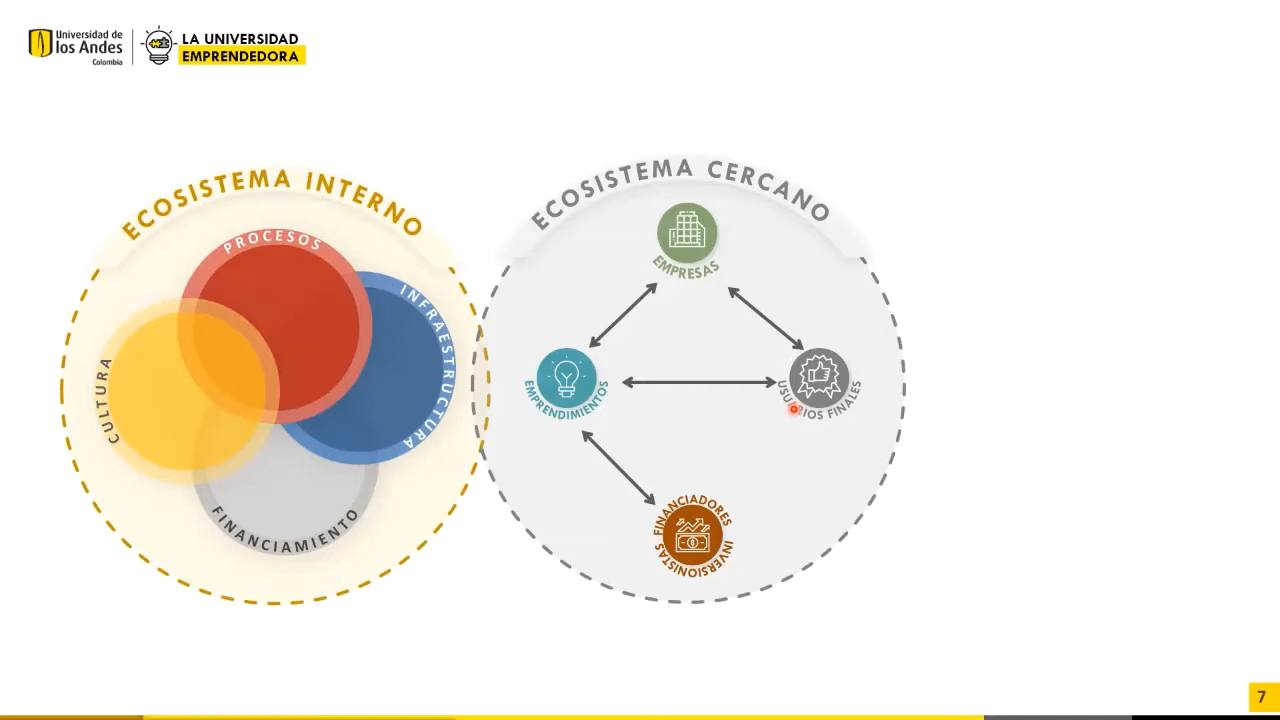 Universidad de
los Andes
Colombia
LA UNIVERSIDAD
EMPRENDEDORA
ECOSISTEMA INTERNO
PROCESOS
INFRAESTRUCTURA
CULTURA
FINANCIAMIENTO
ECOSISTEMA CERCANO
EMPRESAS
EMPRENDIMIENTOS
USUARIOS FINALES
FINANCIADORES
INVERSIONISTAS
7